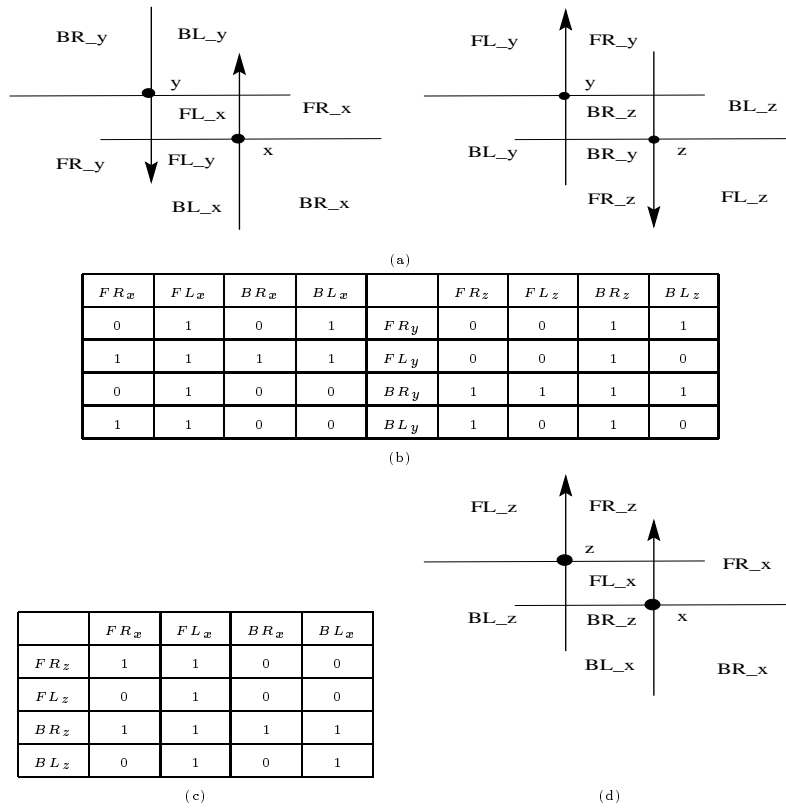 BR_y BL_y
y
FL_x FR_x
x
FR_y FL_y
BL_x BR_x
FL_y FR_y
y
BR_z BL_z
BL_y BR_y z
FR_z FL_z
(a)
FR_x FL_x BR_x BL_x FR_z FL_z BR_z BL_z
0 1 0 1 FR_y 0 0 1 1
1 1 1 1 FL_y 0 0 1 0
0 1 0 0 BR_y 1 1 1 1
1 1 0 0 BL_y 1 0 1 0
(b)
FL_z FR_z
z
FL_x FR_x
BL_z BR_z x
BL_x BR_x
FR_x FL_x BR_x BL_x
FR_z 1 1 0 0
FL_z 0 1 0 0
BR_z 1 1 1 1
BL_z 0 1 0 1
(c) (d)